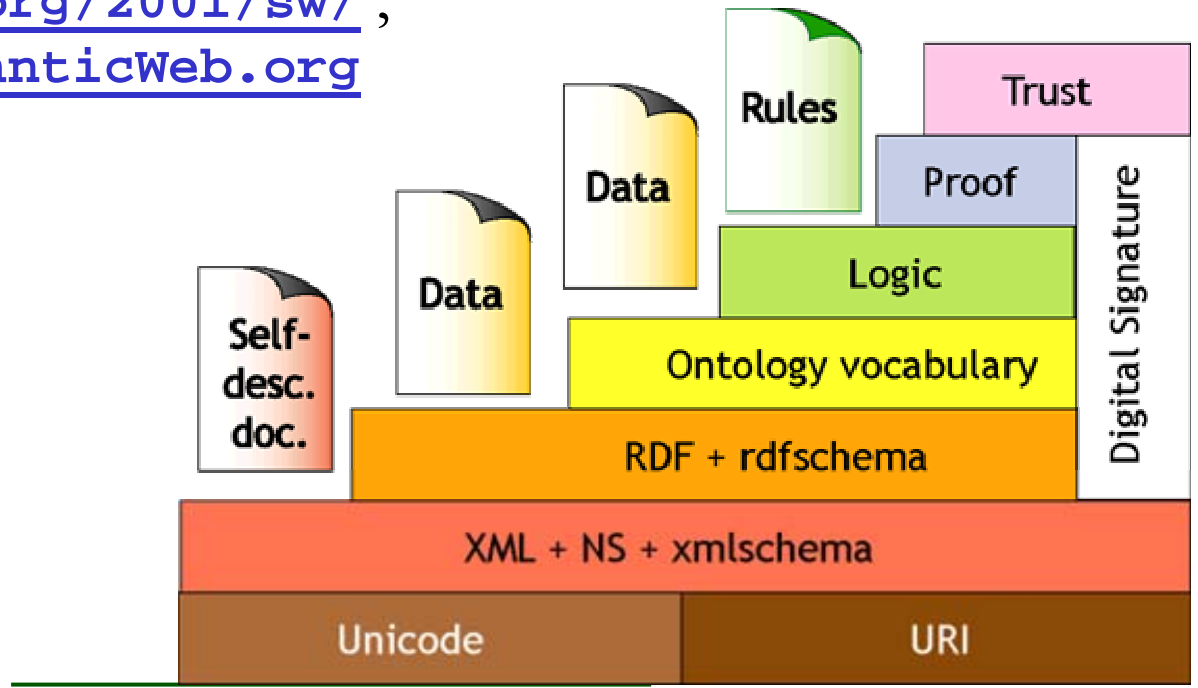 org/2001/sw/ ,
anticWeb.org
Rules
Trust
Data
Proof
Data
Logic
Self-
desc.
doc.
Ontology vocabulary
Digital Signature
RDF + rdfschema
XML + NS + xmlschema
Unicode
URI